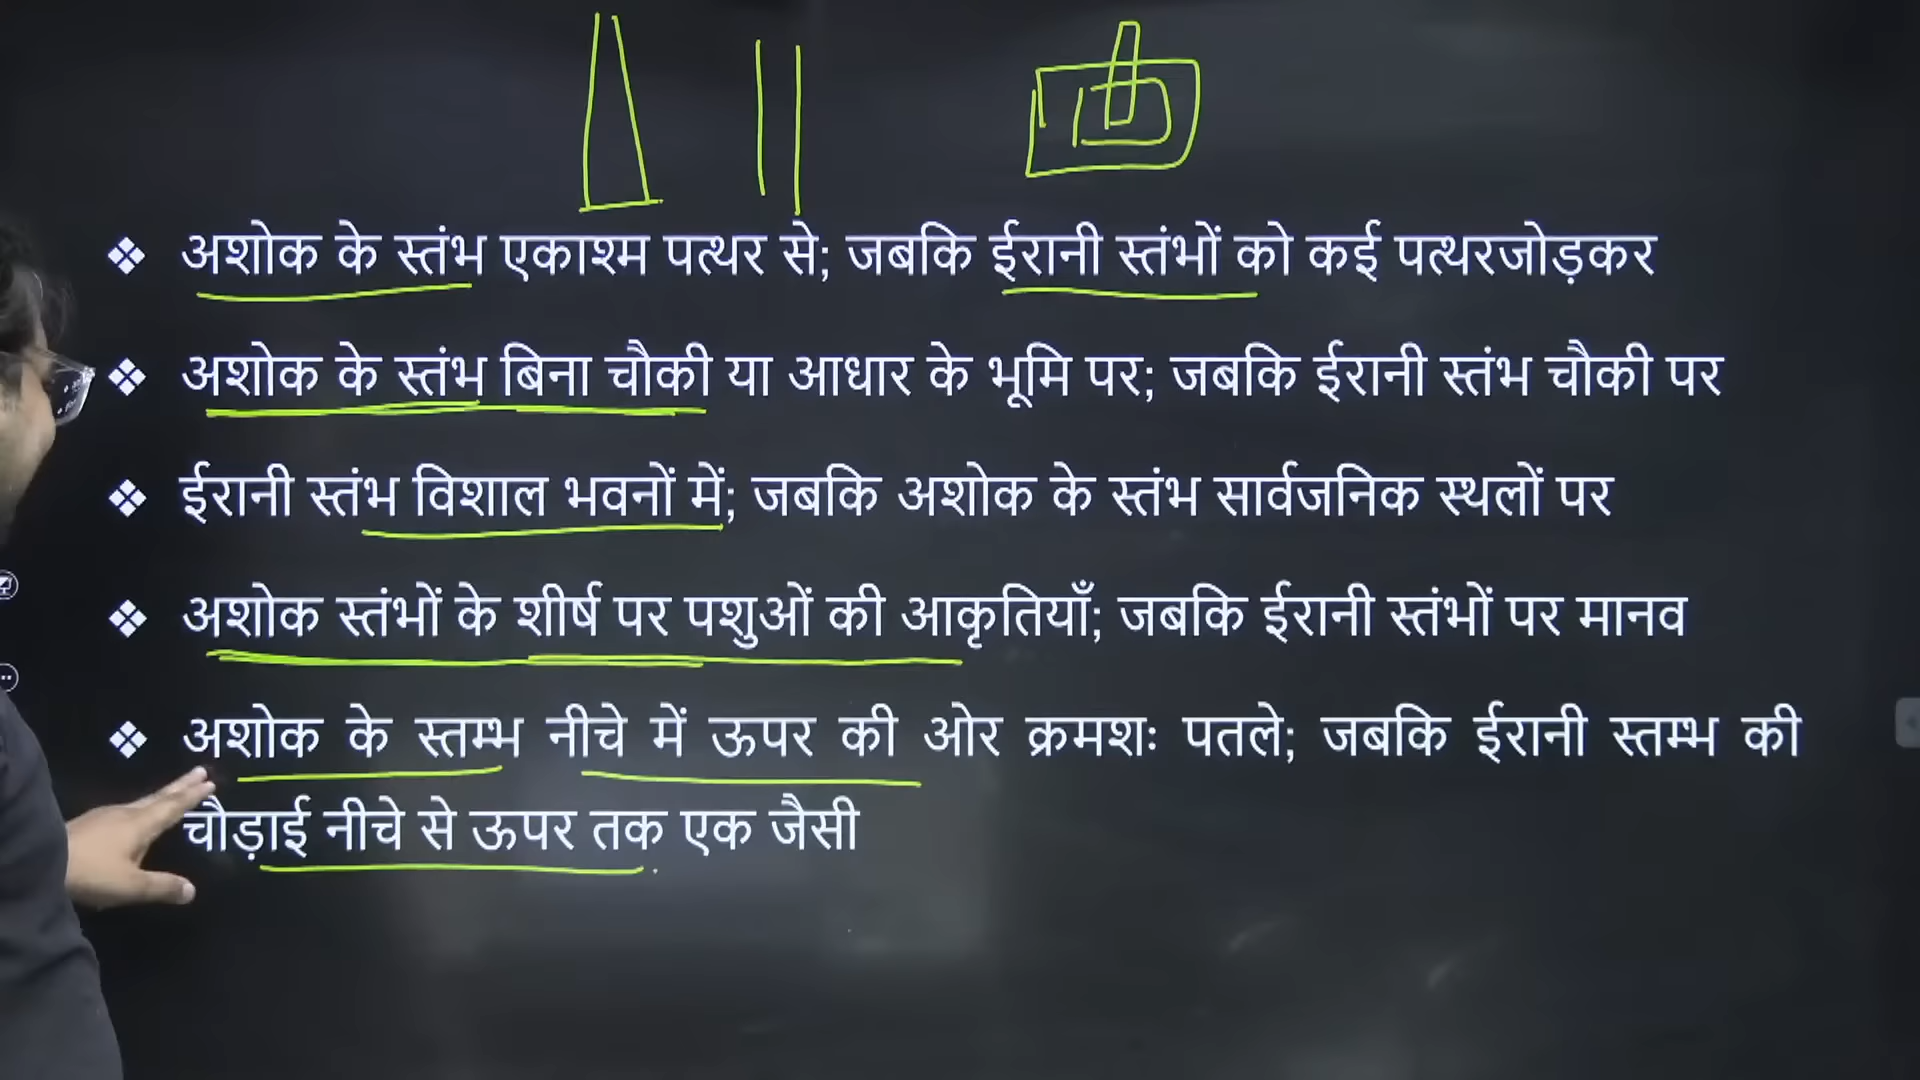 ❖ अशोक के स्तंभ एकाश्म पत्थर से; जबकि ईरानी स्तंभों को कई पत्थरजोड़कर
❖ अशोक के स्तंभ बिना चौकी या आधार के भूमि पर; जबकि ईरानी स्तंभ चौकी पर
❖ ईरानी स्तंभ विशाल भवनों में; जबकि अशोक के स्तंभ सार्वजनिक स्थलों पर
❖ अशोक स्तंभों के शीर्ष पर पशुओं की आकृतियाँ; जबकि ईरानी स्तंभों पर मानव
❖ अशोक के स्तम्भ नीचे में ऊपर की ओर क्रमशः पतले; जबकि ईरानी स्तम्भ की
चौड़ाई नीचे से ऊपर तक एक जैसी